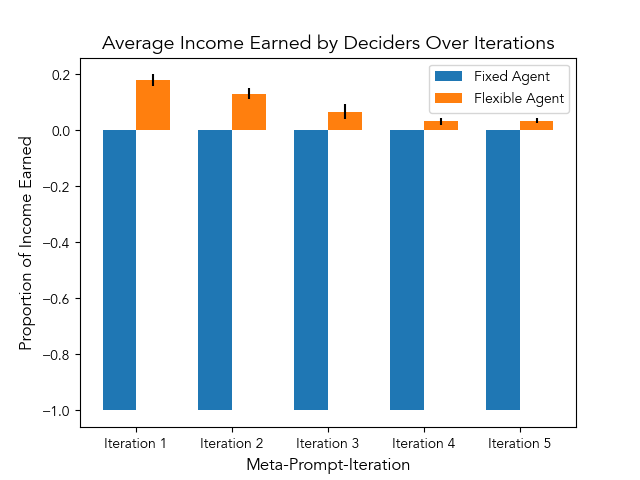 Average Income Earned by Deciders Over Iterations
Fixed Agent
Flexible Agent
Proportion of Income Earned
0.2
0.0
−0.2
−0.4
−0.6
−0.8
−1.0
Iteration 1 Iteration 2 Iteration 3 Iteration 4 Iteration 5
Meta-Prompt-Iteration